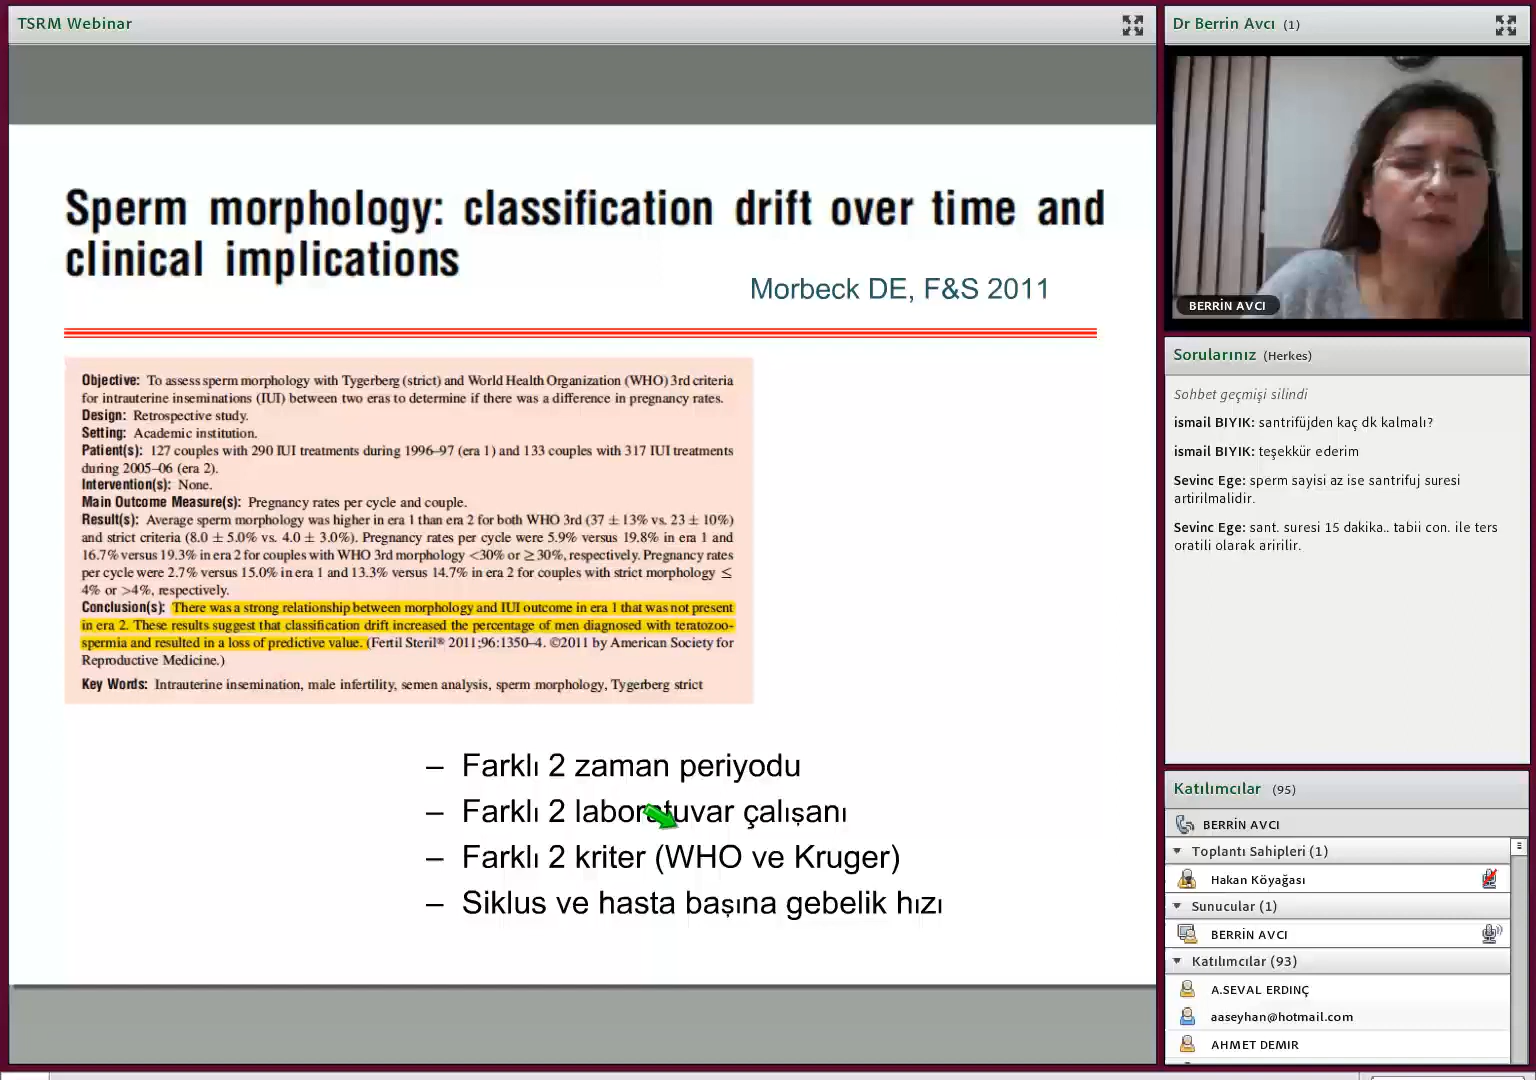 TSRM Webinar
Sperm morphology: classification drift over time and
clinical implications
Morbeck DE, F&S 2011
Objective: To assess sperm morphology with Tygerberg (strict) and World Health Organization (WHO) 3rd criteria
for intrauterine inseminations (IUI) between two eras to determine if there was a difference in pregnancy rates.
Design: Retrospective study.
Setting: Academic institution.
Patient(s): 127 couples with 290 IUI treatments during 1996–97 (era 1) and 133 couples with 317 IUI treatments
during 2005–06 (era 2).
Intervention(s): None.
Main Outcome Measure(s): Pregnancy rates per cycle and couple.
Result(s): Average sperm morphology was higher in era 1 than era 2 for both WHO 3rd (37 ± 13% vs. 23 ± 10%)
and strict criteria (8.0 ± 5.0% vs. 4.0 ± 3.0%). Pregnancy rates per cycle were 5.9% versus 19.8% in era 1 and
16.7% versus 19.3% in era 2 for couples with WHO 3rd morphology <30% or ≥30%, respectively. Pregnancy rates
per cycle were 2.7% versus 15.0% in era 1 and 13.3% versus 14.7% in era 2 for couples with strict morphology ≤
4% or >4%, respectively.
Conclusion(s): There was a strong relationship between morphology and IUI outcome in era 1 that was not present
in era 2. These results suggest that classification drift increased the percentage of men diagnosed with teratozoo-
spermia and resulted in a loss of predictive value. (Fertil Steril® 2011;96:1350–4. ©2011 by American Society for
Reproductive Medicine.)
Key Words: Intrauterine insemination, male infertility, semen analysis, sperm morphology, Tygerberg strict
– Farklı 2 zaman periyodu
– Farklı 2 laboratuvar çalışanı
– Farklı 2 kriter (WHO ve Kruger)
– Siklus ve hasta başına gebelik hızı
Dr Berrin Avcı (1)
BERRİN AVCI
Sorularınız (Herkes)
Sohbet geçmişi silindi
ismail BIYIK: santrifüjden kaç dk kalmalı?
ismail BIYIK: teşekkür ederim
Sevinc Ege: sperm sayisi az ise santrifuj suresi
artirilmalidir.
Sevinc Ege: sant. suresi 15 dakika.. tabii con. ile ters
oratili olarak aririlir.
Katılımcılar (95)
BERRİN AVCI
Toplantı Sahipleri (1)
Hakan Köyağası
Sunucular (1)
BERRİN AVCI
Katılımcılar (93)
A.SEVAL ERDINÇ
aaseyhan@hotmail.com
AHMET DEMIR